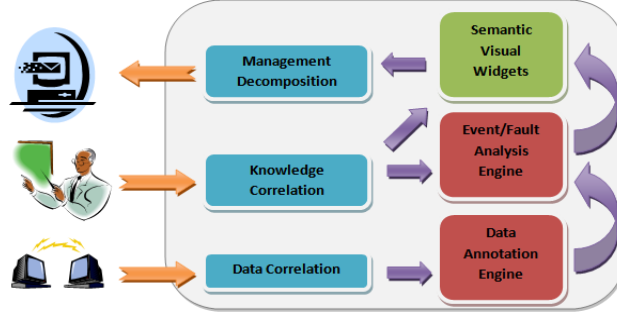 Management
Decomposition
Semantic
Visual
Widgets
Knowledge
Correlation
Event/Fault
Analysis
Engine
Data Correlation
Data
Annotation
Engine